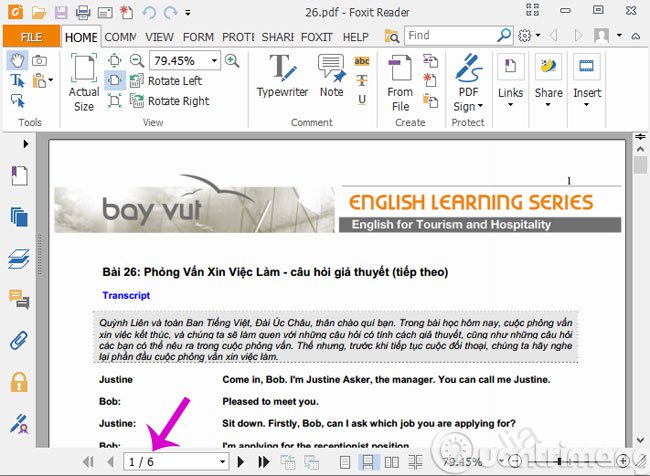 26.pdf - Foxit Reader
FILE HOME COMM VIEW FORM PROTI SHARI FOXIT HELP Find
79.45%
Actual Size
Rotate Left
Rotate Right
Typewriter
Note
abc
T
U
From File
PDF Sign
Links
Share
Insert
Tools View Comment Create Protect
1
bay vut
ENGLISH LEARNING SERIES
English for Tourism and Hospitality
Bài 26: Phỏng Vấn Xin Việc Làm - câu hỏi giả thuyết (tiếp theo)
Transcript
Quỳnh Liên và toàn Ban Tiếng Việt, Đài Úc Châu, thân chào quí bạn. Trong bài học hôm nay, cuộc phỏng vấn
xin việc kết thúc, và chúng ta sẽ làm quen với những câu hỏi có tính cách giả thuyết, cũng như những câu hỏi
các bạn có thể nêu ra trong cuộc phỏng vấn. Thế nhưng, trước khi tiếp tục cuộc đối thoại, chúng ta hãy nghe
lại phần đầu cuộc phỏng vấn xin việc làm.
Justine Come in, Bob. I'm Justine Asker, the manager. You can call me Justine.
Bob: Pleased to meet you.
Justine: Sit down. Firstly, Bob, can I ask which job you are applying for?
Bob: I'm applying for the receptionist position
1 / 6
79.45%
Quantrimang